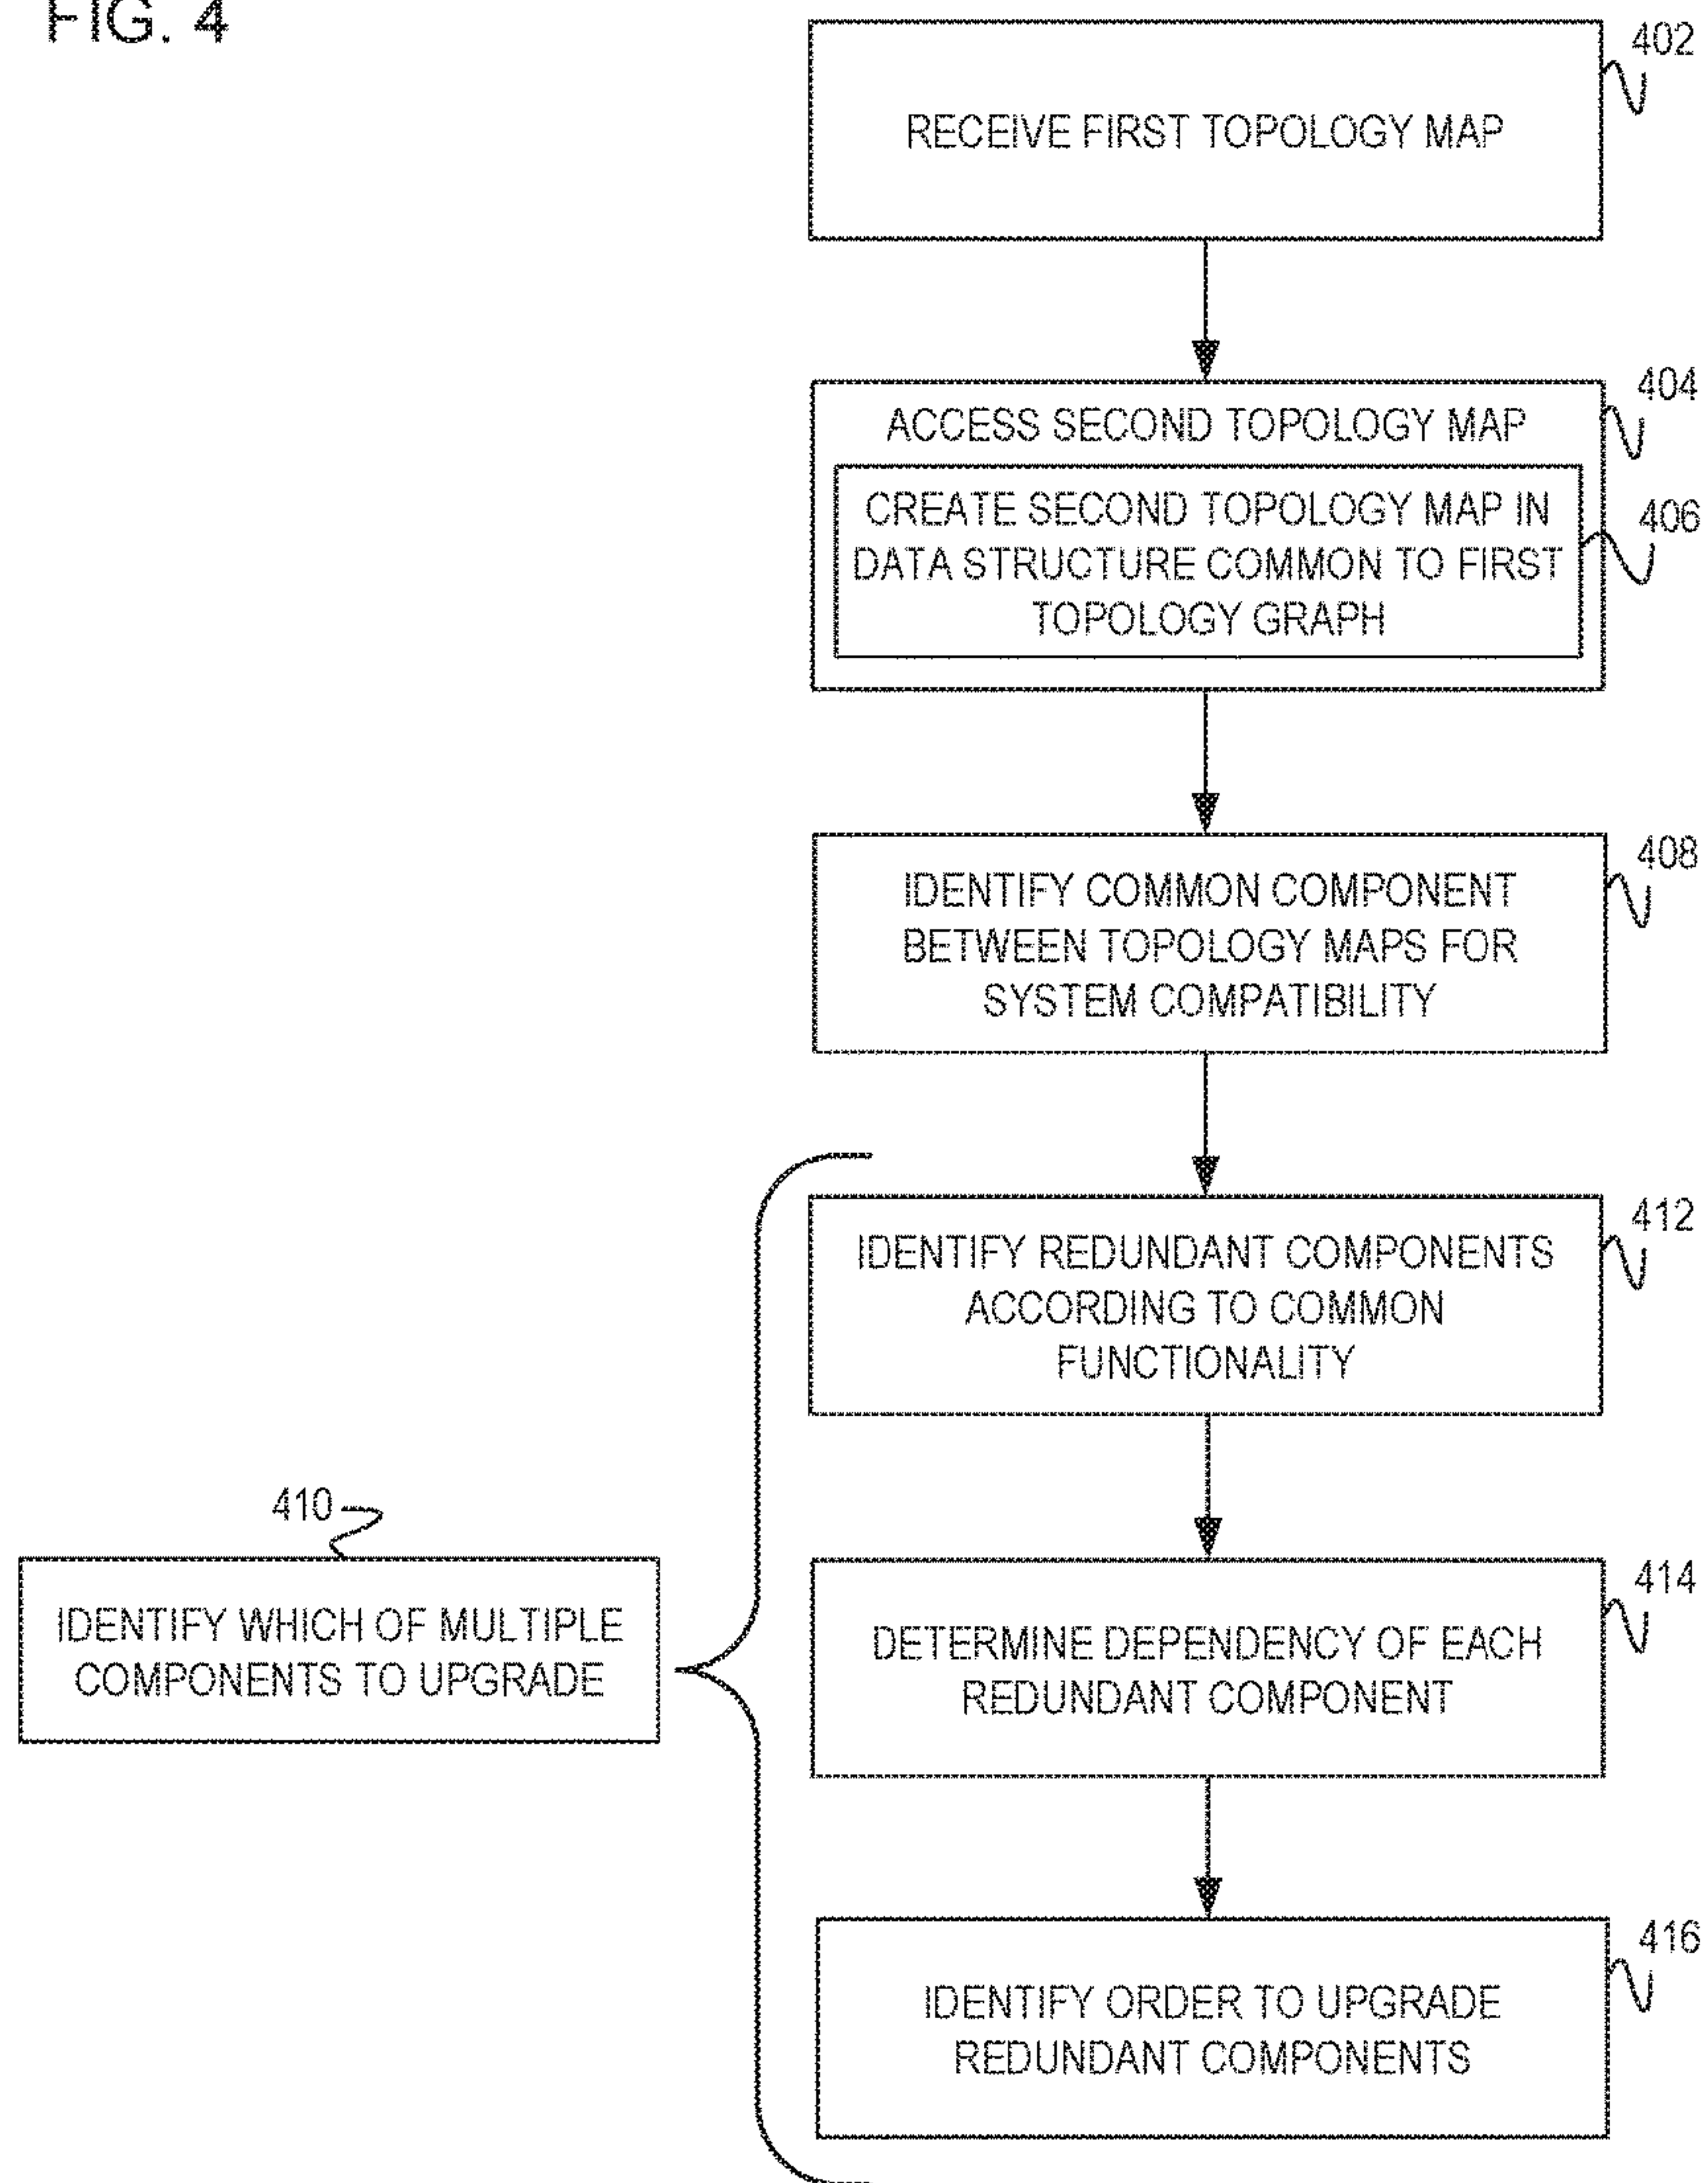 FIG. 4
402
RECEIVE FIRST TOPOLOGY MAP
404
ACCESS SECOND TOPOLOGY MAP
406
CREATE SECOND TOPOLOGY MAP IN
DATA STRUCTURE COMMON TO FIRST
TOPOLOGY GRAPH
408
IDENTIFY COMMON COMPONENT
BETWEEN TOPOLOGY MAPS FOR
SYSTEM COMPATIBILITY
410
IDENTIFY WHICH OF MULTIPLE
COMPONENTS TO UPGRADE
412
IDENTIFY REDUNDANT COMPONENTS
ACCORDING TO COMMON
FUNCTIONALITY
414
DETERMINE DEPENDENCY OF EACH
REDUNDANT COMPONENT
416
IDENTIFY ORDER TO UPGRADE
REDUNDANT COMPONENTS